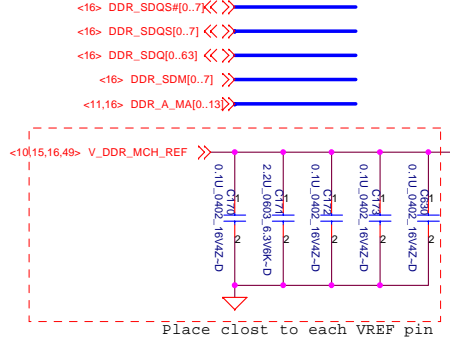 <16> DDR_SDQS#[0..7]
<16> DDR_SDQS[0..7]
<16> DDR_SDQ[0..63]
<16> DDR_SDM[0..7]
<11,16> DDR_A_MA[0..13]
<10,15,16,49> V_DDR_MCH_REF
C170
0.1U_0402_16V4Z~D
1
2
C171
2.2U_0603_6.3V6K~D
1
2
C172
0.1U_0402_16V4Z~D
1
2
C173
0.1U_0402_16V4Z~D
1
2
C630
0.1U_0402_16V4Z~D
1
2
Place clost to each VREF pin